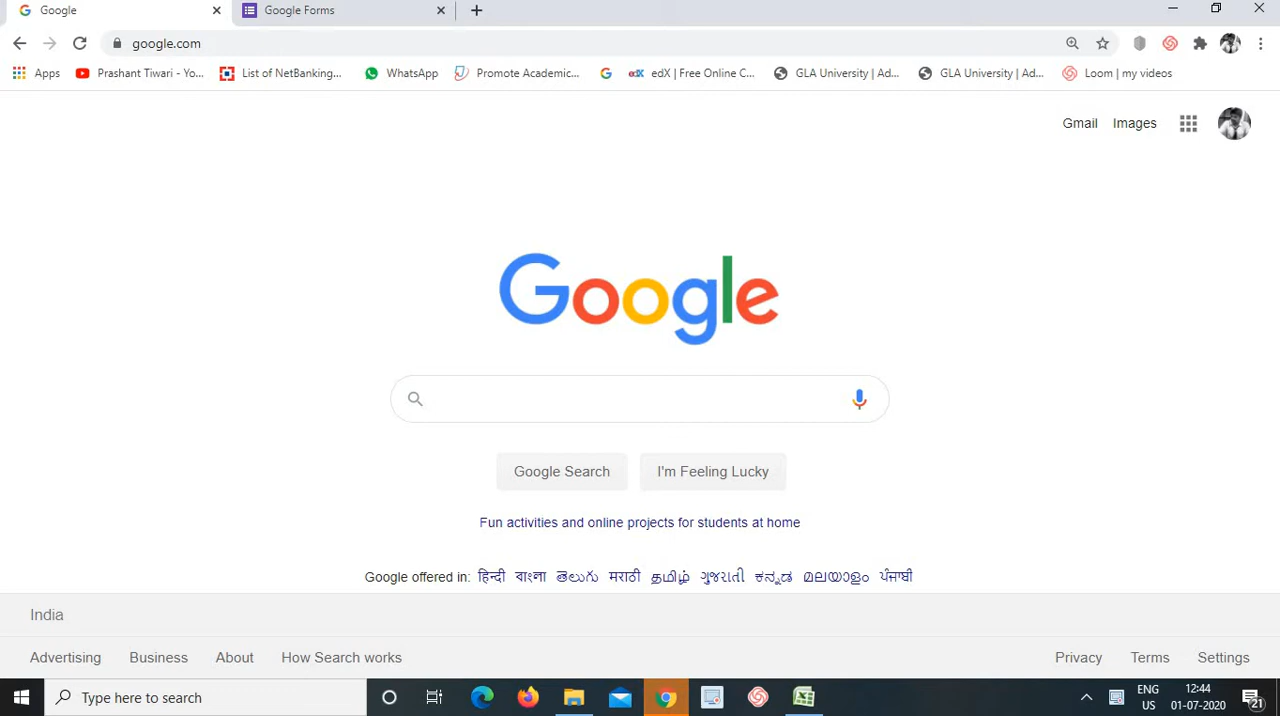 Google
Google Forms
google.com
Apps
Prashant Tiwari - Yo...
List of NetBanking...
WhatsApp
Promote Academic...
edX | Free Online C...
GLA University | Ad...
GLA University | Ad...
Loom | my videos
Gmail
Images
Google
Google Search
I'm Feeling Lucky
Fun activities and online projects for students at home
Google offered in: हिन्दी বাংলা తెలుగు मराठी தமிழ் ગુજરાતી ಕನ್ನಡ മലയാളം ਪੰਜਾਬੀ
India
Advertising Business About How Search works
Privacy Terms Settings
Type here to search
ENG
US
12:44
01-07-2020
21